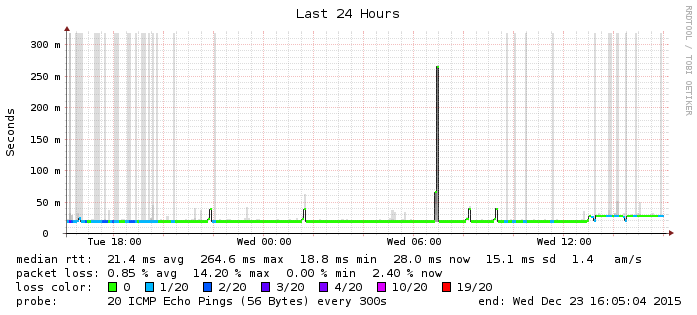 Last 24 Hours
RRDTOOL / TOBI OETIKER
Seconds
300 m
250 m
200 m
150 m
100 m
50 m
0
Tue 18:00 Wed 00:00 Wed 06:00 Wed 12:00
median rtt: 21.4 ms avg 264.6 ms max 18.8 ms min 28.0 ms now 15.1 ms sd 1.4 am/s
packet loss: 0.85 % avg 14.20 % max 0.00 % min 2.40 % now
loss color: 0 1/20 2/20 3/20 4/20 10/20 19/20
probe: 20 ICMP Echo Pings (56 Bytes) every 300s end: Wed Dec 23 16:05:04 2015